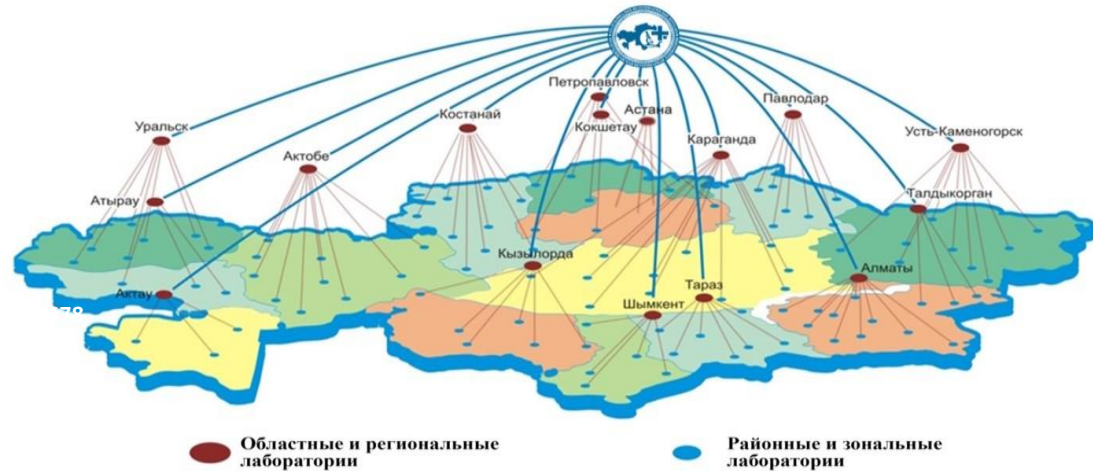 Петропавловск
Павлодар
Костанай
Астана
Уральск
Кокшетау
Усть-Каменогорск
Караганда
Актобе
Атырау
Талдыкорган
Кызылорда
Алматы
Актау
Тараз
Шымкент
78
Областные и региональные
лаборатории
Районные и зональные
лаборатории